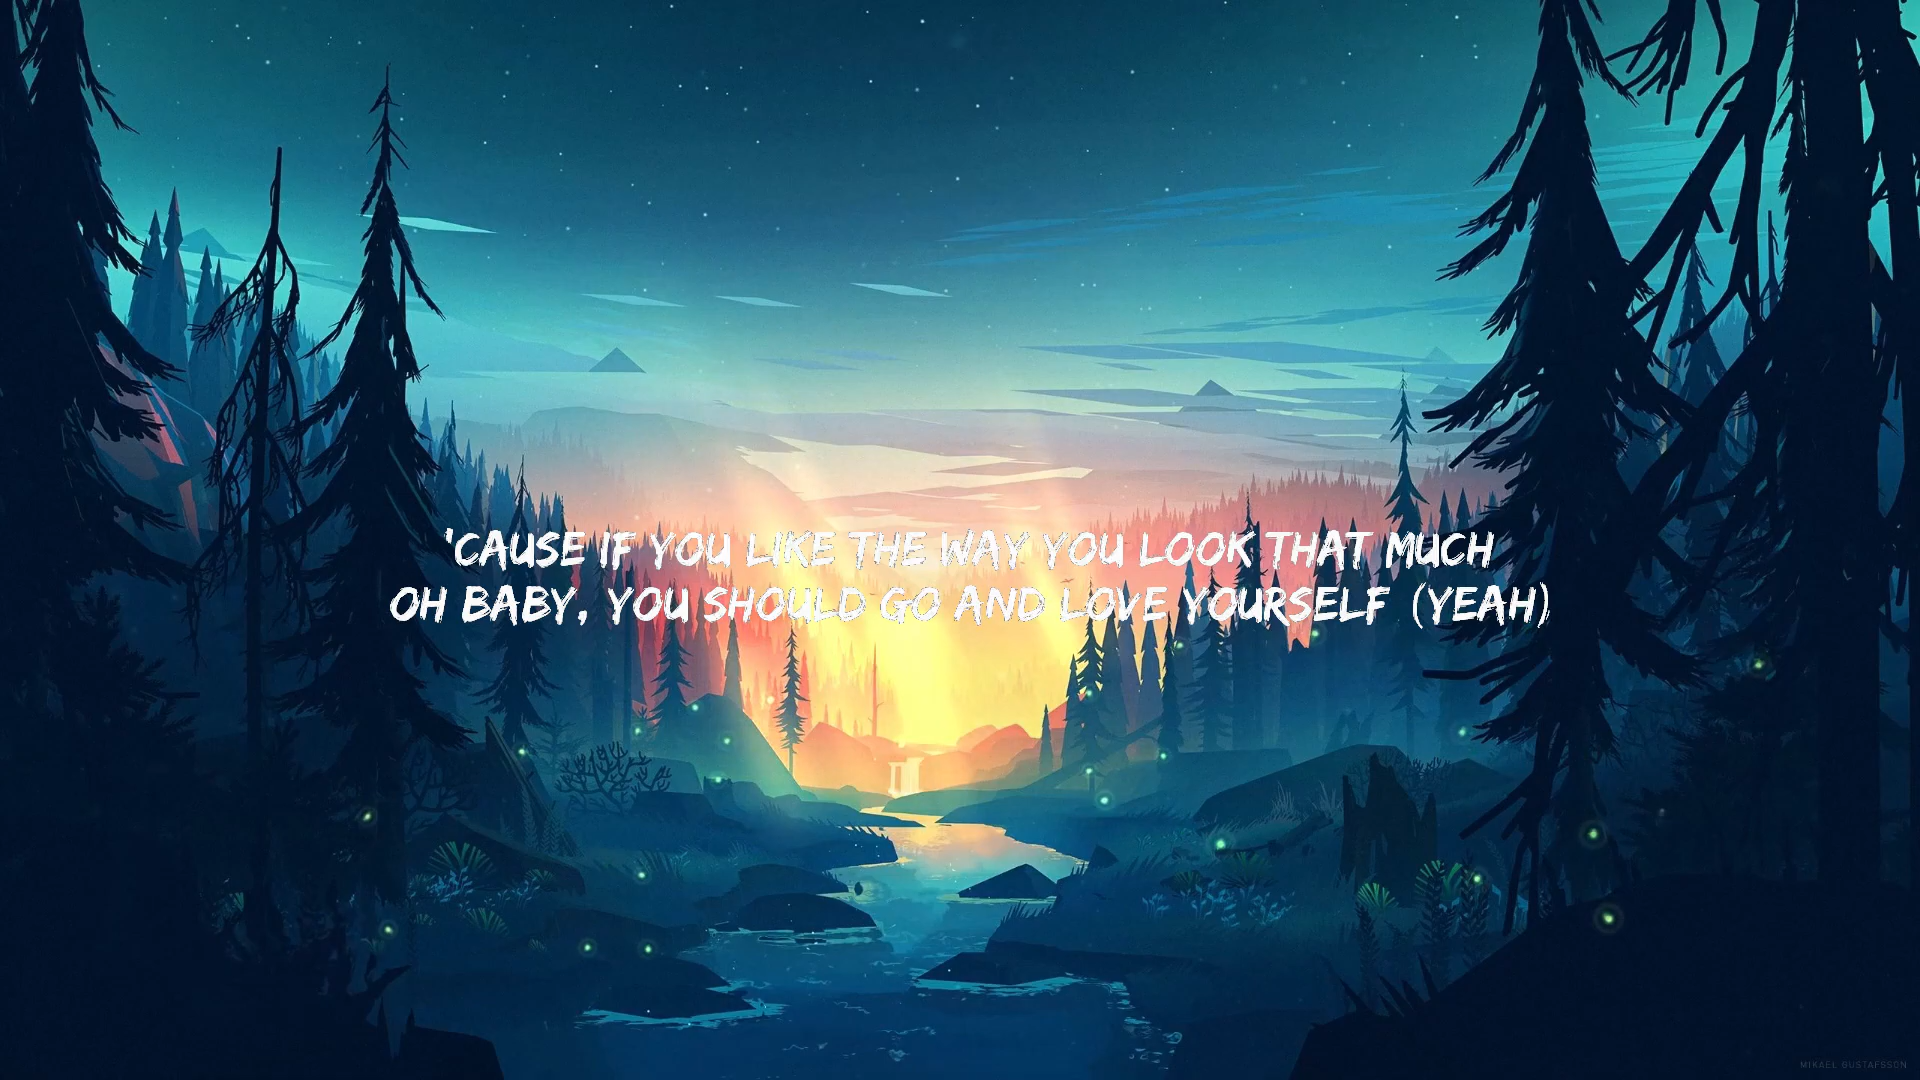 'CAUSE IF YOU LIKE THE WAY YOU LOOK THAT MUCH
OH BABY, YOU SHOULD GO AND LOVE YOURSELF (YEAH)
MIKAEL GUSTAFSSON